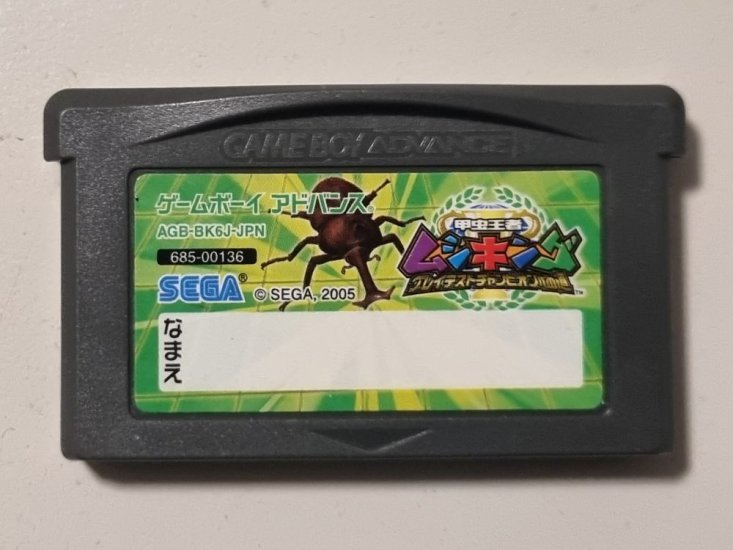 GAME BOY ADVANCE
ゲームボーイ アドバンス®
AGB-BK6J-JPN
685-00136
SEGA®
© SEGA, 2005
甲虫王者
ムシキング
グレイテストチャンピオンへの道
™
なまえ